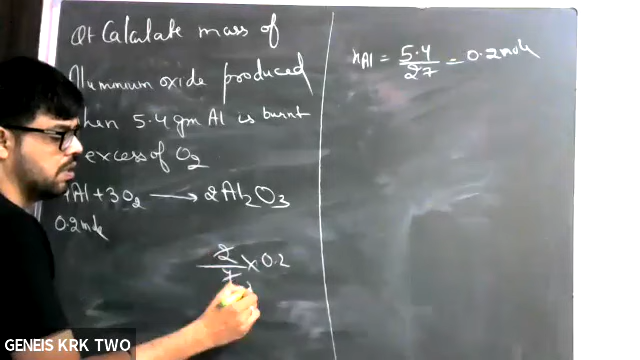 Q1 Calculate mass of
Aluminium oxide produced
when 5.4 gm Al is burnt
excess of O2
4Al + 3O2 → 2Al2O3
0.2 mole
2/4 × 0.2
nAl = 5.4/27 = 0.2 mole
GENEIS KRK TWO